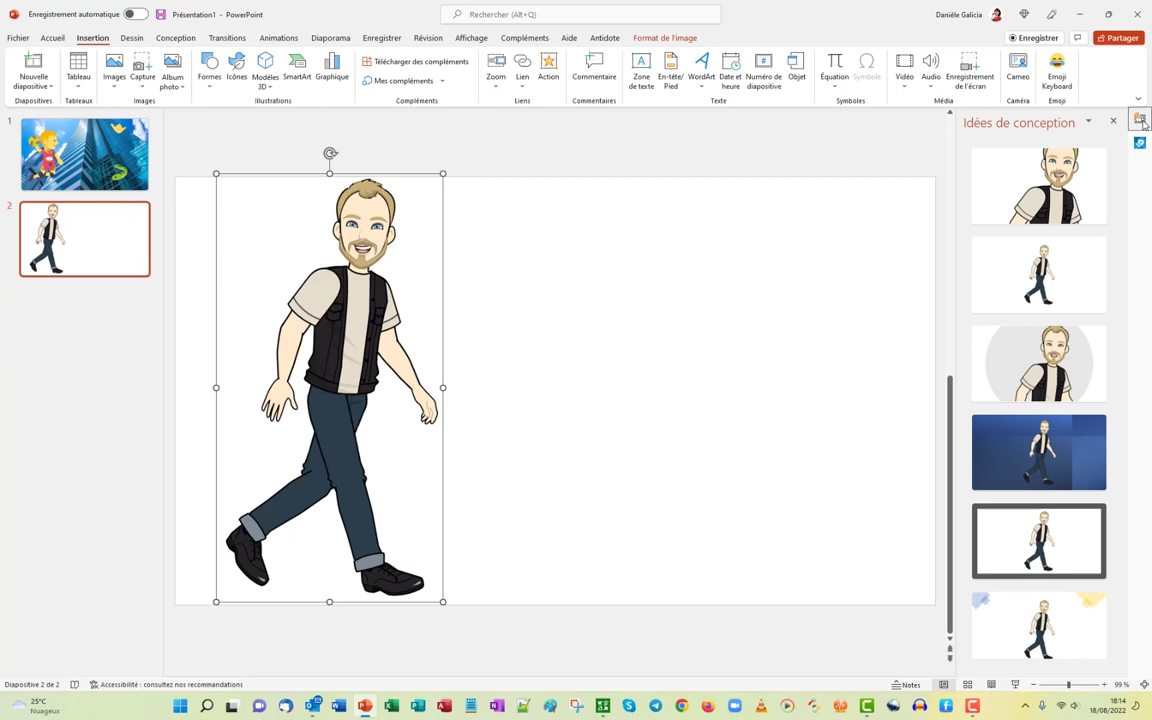 Enregistrement automatique
Présentation1 - PowerPoint
Rechercher (Alt+Q)
Danièle Galicia
Fichier Accueil Insertion Dessin Conception Transitions Animations Diaporama Enregistrer Révision Affichage Compléments Aide Antidote Format de l'image
Enregistrer
Partager
Nouvelle diapositive
Tableau
Images
Capture
Album photo
Formes
Icônes
Modèles 3D
SmartArt
Graphique
Télécharger des compléments
Mes compléments
Zoom
Lien
Action
Commentaire
Zone de texte
En-tête/ Pied
WordArt
Date et heure
Numéro de diapositive
Objet
Équation
Symbole
Vidéo
Audio
Enregistrement de l'écran
Cameo
Emoji Keyboard
Diapositives
Tableaux
Images
Illustrations
Compléments
Liens
Commentaires
Texte
Symboles
Média
Caméra
Emoji
1
2
Idées de conception
Diapositive 2 de 2
Accessibilité : consultez nos recommandations
Notes
99 %
25°C
Nuageux
18:14
18/08/2022